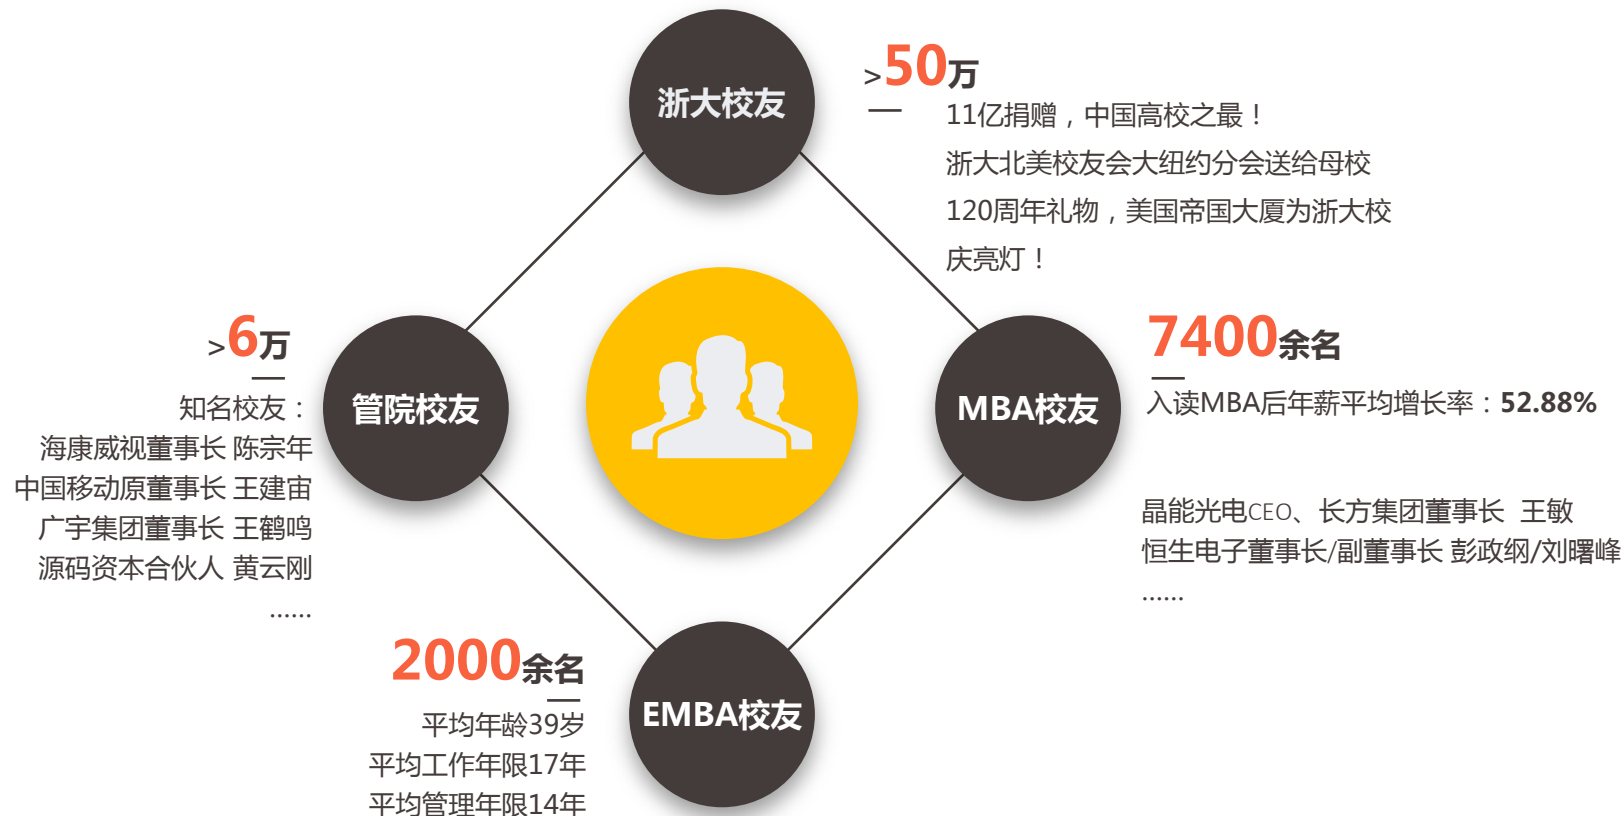 浙大校友
>50万
11亿捐赠，中国高校之最！
浙大北美校友会大纽约分会送给母校
120周年礼物，美国帝国大厦为浙大校
庆亮灯！
>6万
知名校友：
海康威视董事长 陈宗年
中国移动原董事长 王建宙
广宇集团董事长 王鹤鸣
源码资本合伙人 黄云刚
……
管院校友
MBA校友
7400余名
入读MBA后年薪平均增长率：52.88%
晶能光电CEO、长方集团董事长 王敏
恒生电子董事长/副董事长 彭政纲/刘曙峰
……
2000余名
平均年龄39岁
平均工作年限17年
平均管理年限14年
EMBA校友